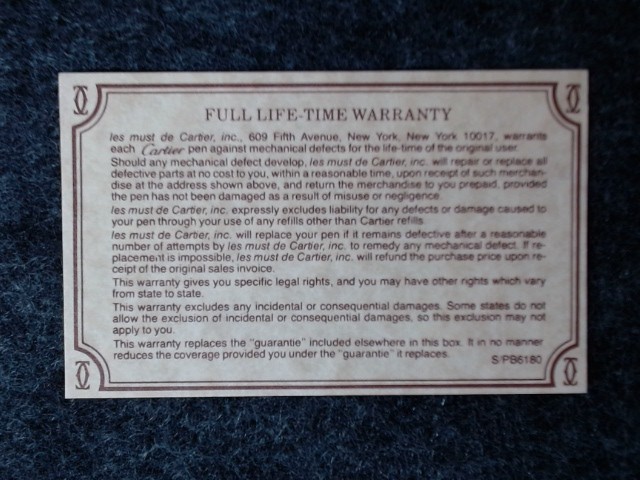 FULL LIFE-TIME WARRANTY
les must de Cartier, inc., 609 Fifth Avenue, New York, New York 10017, warrants
each Cartier pen against mechanical defects for the life-time of the original user.
Should any mechanical defect develop, les must de Cartier, inc. will repair or replace all
defective parts at no cost to you, within a reasonable time, upon receipt of such merchan-
dise at the address shown above, and return the merchandise to you prepaid, provided
the pen has not been damaged as a result of misuse or negligence.
les must de Cartier, inc. expressly excludes liability for any defects or damage caused to
your pen through your use of any refills other than Cartier refills.
les must de Cartier, inc. will replace your pen if it remains defective after a reasonable
number of attempts by les must de Cartier, inc. to remedy any mechanical defect. If re-
placement is impossible, les must de Cartier, inc. will refund the purchase price upon re-
ceipt of the original sales invoice.
This warranty gives you specific legal rights, and you may have other rights which vary
from state to state.
This warranty excludes any incidental or consequential damages. Some states do not
allow the exclusion of incidental or consequential damages, so this exclusion may not
apply to you.
This warranty replaces the "guarantie" included elsewhere in this box. It in no manner
reduces the coverage provided you under the "guarantie" it replaces.
S/PB6180